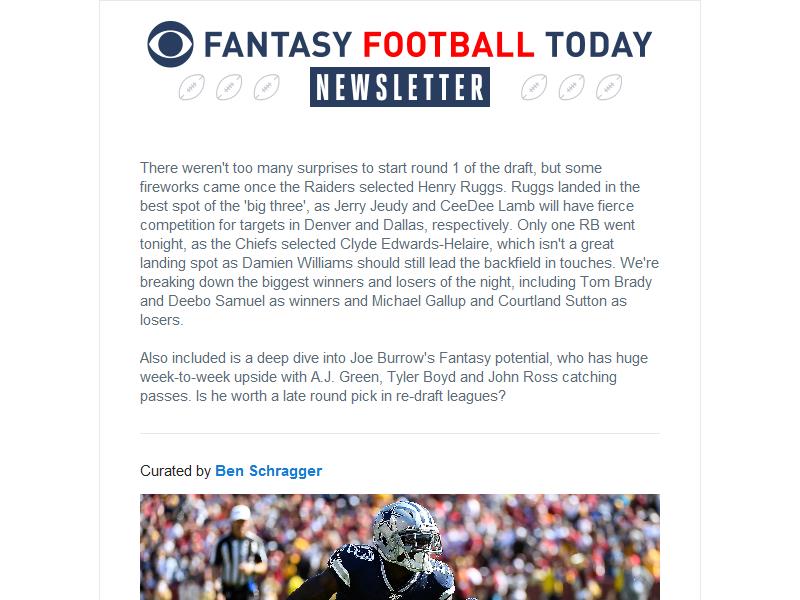 FANTASY FOOTBALL TODAY
NEWSLETTER
There weren't too many surprises to start round 1 of the draft, but some
fireworks came once the Raiders selected Henry Ruggs. Ruggs landed in the
best spot of the 'big three', as Jerry Jeudy and CeeDee Lamb will have fierce
competition for targets in Denver and Dallas, respectively. Only one RB went
tonight, as the Chiefs selected Clyde Edwards-Helaire, which isn't a great
landing spot as Damien Williams should still lead the backfield in touches. We're
breaking down the biggest winners and losers of the night, including Tom Brady
and Deebo Samuel as winners and Michael Gallup and Courtland Sutton as
losers.
Also included is a deep dive into Joe Burrow's Fantasy potential, who has huge
week-to-week upside with A.J. Green, Tyler Boyd and John Ross catching
passes. Is he worth a late round pick in re-draft leagues?
Curated by Ben Schragger